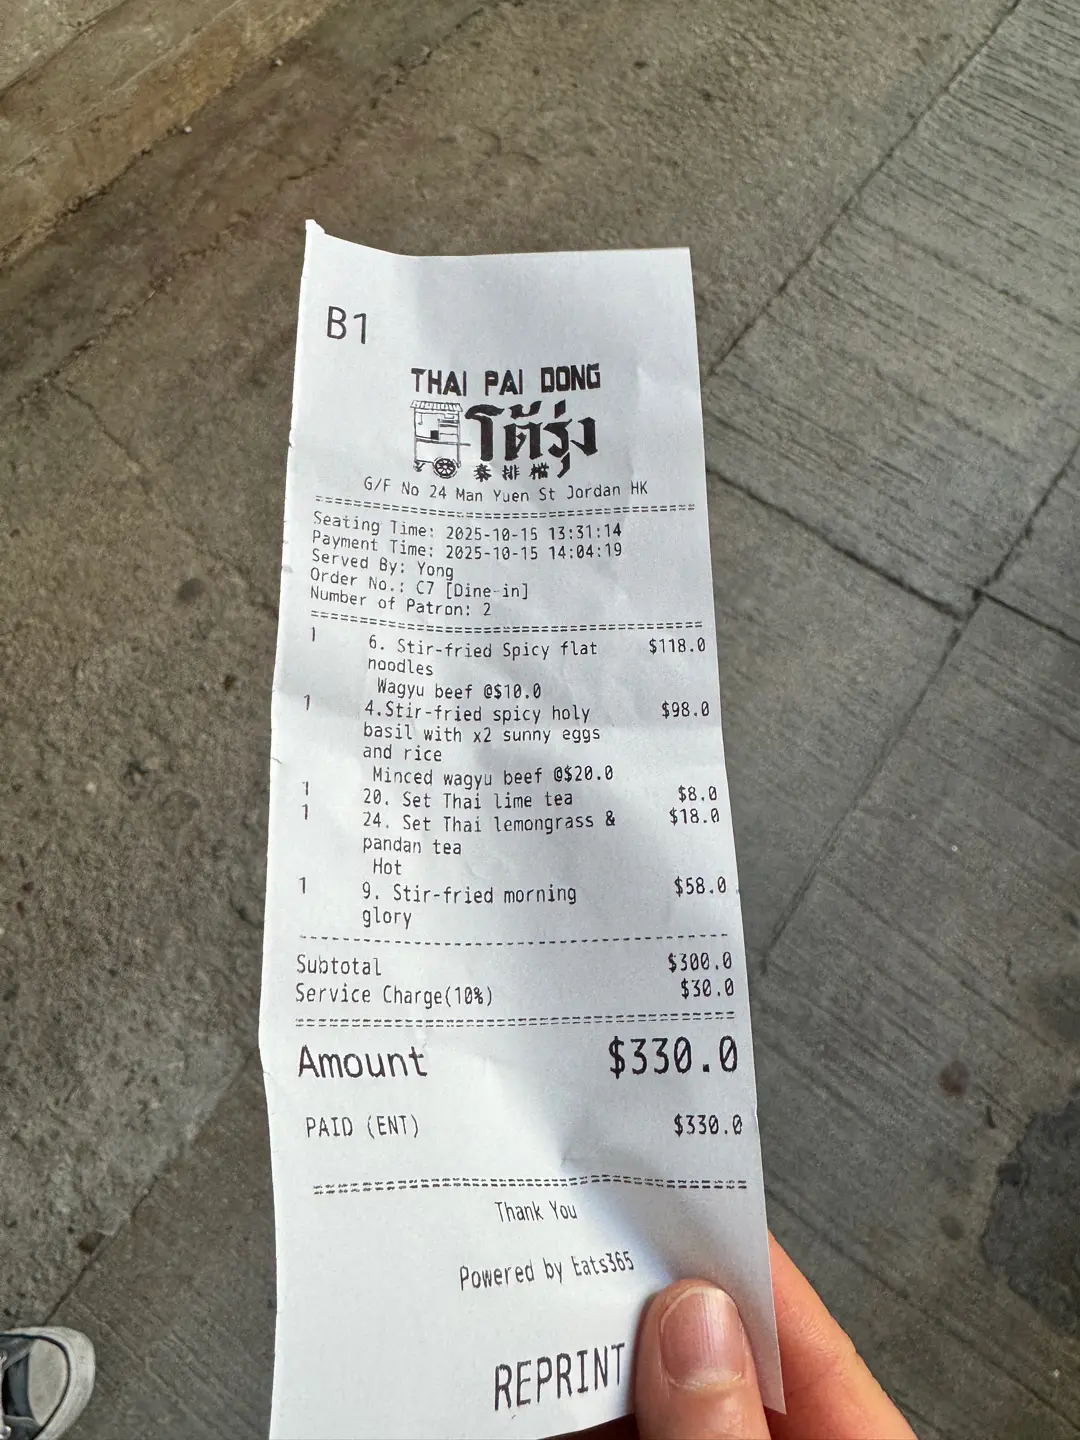 B1
THAI PAI DONG
โต้รุ่ง
泰排檔
G/F No 24 Man Yuen St Jordan HK
Seating Time: 2025-10-15 13:31:14
Payment Time: 2025-10-15 14:04:19
Served By: Yong
Order No.: C7 [Dine-in]
Number of Patron: 2
1 6. Stir-fried Spicy flat $118.0
noodles
Wagyu beef @$10.0
1 4.Stir-fried spicy holy $98.0
basil with x2 sunny eggs
and rice
Minced wagyu beef @$20.0
1 20. Set Thai lime tea $8.0
1 24. Set Thai lemongrass & $18.0
pandan tea
Hot
1 9. Stir-fried morning $58.0
glory
Subtotal $300.0
Service Charge(10%) $30.0
Amount $330.0
PAID (ENT) $330.0
Thank You
Powered by Eats365
REPRINT